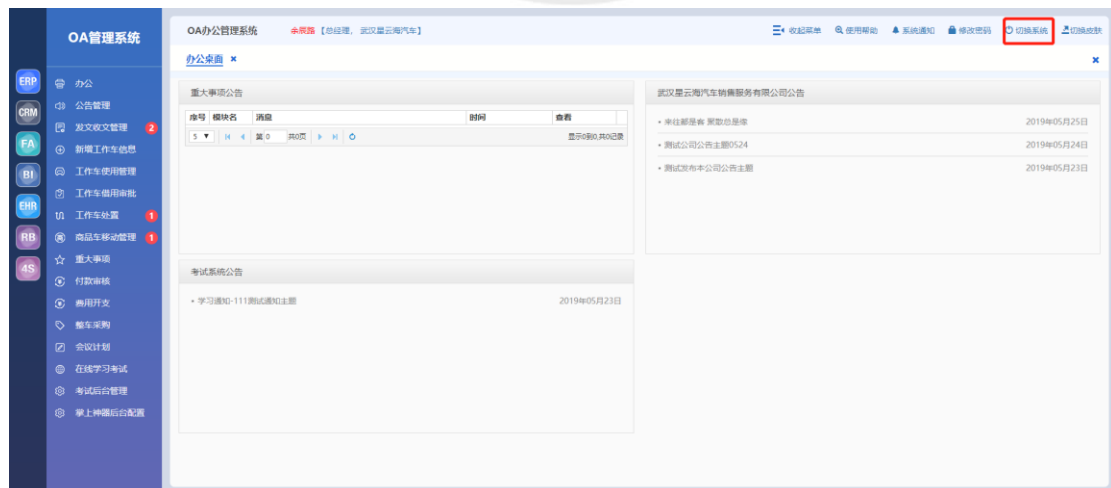 OA管理系统
OA办公管理系统
余辰路【总经理，武汉星云海汽车】
收起菜单
使用帮助
系统通知
修改密码
切换系统
切换皮肤
办公桌面 ×
×
ERP
CRM
FA
BI
EHR
RB
4S
办公
公告管理
发文收文管理 2
新增工作车信息
工作车使用管理
工作车借用审批
工作车处置 1
商品车移动管理 1
重大事项
付款审核
费用开支
整车采购
会议计划
在线学习考试
考试后台管理
掌上神器后台配置
重大事项公告
序号 模块名 消息 时间 查看
5 第 0 共0页 显示0到0,共0记录
武汉星云海汽车销售服务有限公司公告
• 来往都是客 聚散总是缘 2019年05月25日
• 测试公司公告主题0524 2019年05月24日
• 测试发布本公司公告主题 2019年05月23日
考试系统公告
• 学习通知-111测试通知主题 2019年05月23日